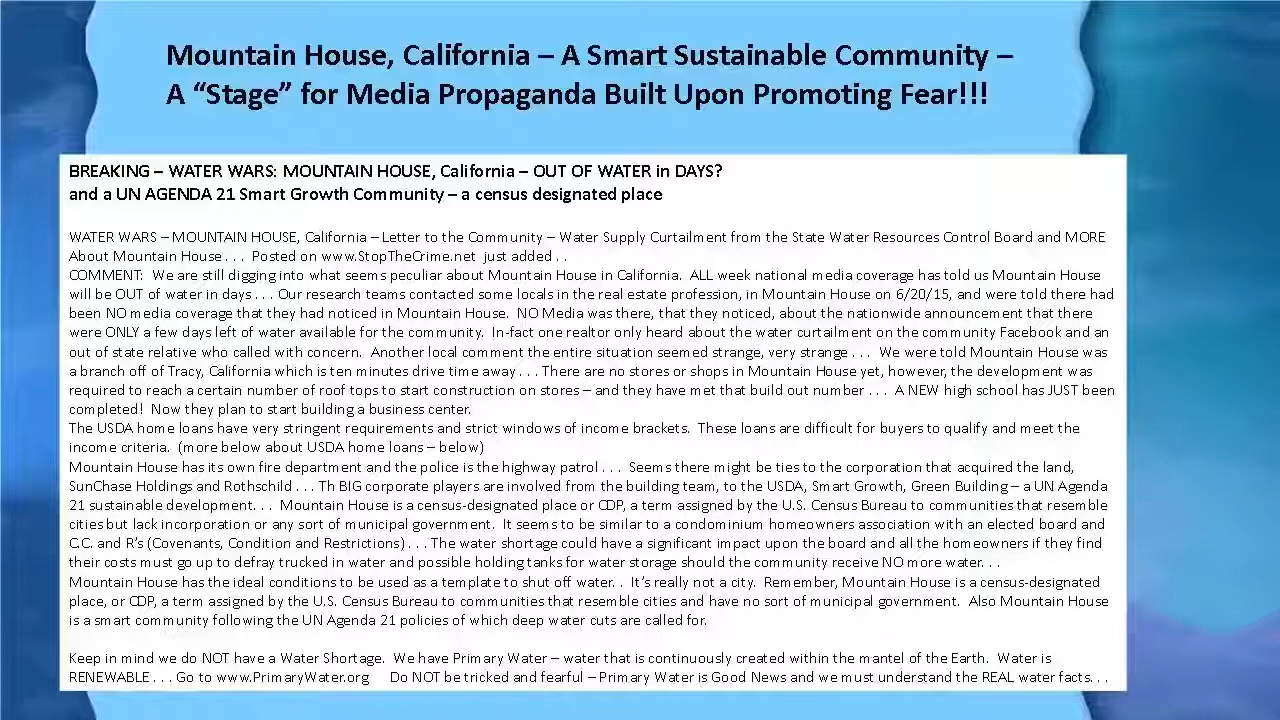 Mountain House, California – A Smart Sustainable Community –
A “Stage” for Media Propaganda Built Upon Promoting Fear!!!
BREAKING – WATER WARS: MOUNTAIN HOUSE, California – OUT OF WATER in DAYS?
and a UN AGENDA 21 Smart Growth Community – a census designated place
WATER WARS – MOUNTAIN HOUSE, California – Letter to the Community – Water Supply Curtailment from the State Water Resources Control Board and MORE
About Mountain House . . . Posted on www.StopTheCrime.net just added . .
COMMENT: We are still digging into what seems peculiar about Mountain House in California. ALL week national media coverage has told us Mountain House
will be OUT of water in days . . . Our research teams contacted some locals in the real estate profession, in Mountain House on 6/20/15, and were told there had
been NO media coverage that they had noticed in Mountain House. NO Media was there, that they noticed, about the nationwide announcement that there
were ONLY a few days left of water available for the community. In-fact one realtor only heard about the water curtailment on the community Facebook and an
out of state relative who called with concern. Another local comment the entire situation seemed strange, very strange . . . We were told Mountain House was
a branch off of Tracy, California which is ten minutes drive time away . . . There are no stores or shops in Mountain House yet, however, the development was
required to reach a certain number of roof tops to start construction on stores – and they have met that build out number . . . A NEW high school has JUST been
completed! Now they plan to start building a business center.
The USDA home loans have very stringent requirements and strict windows of income brackets. These loans are difficult for buyers to qualify and meet the
income criteria. (more below about USDA home loans – below)
Mountain House has its own fire department and the police is the highway patrol . . . Seems there might be ties to the corporation that acquired the land,
SunChase Holdings and Rothschild . . . Th BIG corporate players are involved from the building team, to the USDA, Smart Growth, Green Building – a UN Agenda
21 sustainable development. . . Mountain House is a census-designated place or CDP, a term assigned by the U.S. Census Bureau to communities that resemble
cities but lack incorporation or any sort of municipal government. It seems to be similar to a condominium homeowners association with an elected board and
C.C. and R’s (Covenants, Condition and Restrictions) . . . The water shortage could have a significant impact upon the board and all the homeowners if they find
their costs must go up to defray trucked in water and possible holding tanks for water storage should the community receive NO more water. . .
Mountain House has the ideal conditions to be used as a template to shut off water. . It’s really not a city. Remember, Mountain House is a census-designated
place, or CDP, a term assigned by the U.S. Census Bureau to communities that resemble cities and have no sort of municipal government. Also Mountain House
is a smart community following the UN Agenda 21 policies of which deep water cuts are called for.
Keep in mind we do NOT have a Water Shortage. We have Primary Water – water that is continuously created within the mantel of the Earth. Water is
RENEWABLE . . . Go to www.PrimaryWater.org Do NOT be tricked and fearful – Primary Water is Good News and we must understand the REAL water facts. . .